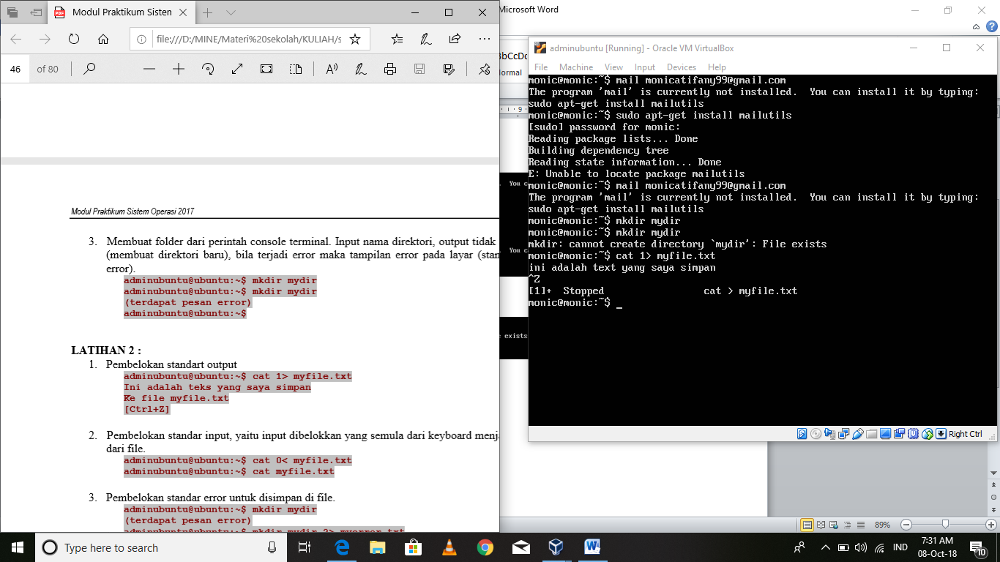 Modul Praktikum Sisten
file:///D:/MINE/Materi%20sekolah/KULIAH/s
46 of 80
Modul Praktikum Sistem Operasi 2017
3. Membuat folder dari perintah console terminal. Input nama direktori, output tidak
(membuat direktori baru), bila terjadi error maka tampilan error pada layar (stan
error).
adminubuntu@ubuntu:~$ mkdir mydir
adminubuntu@ubuntu:~$ mkdir mydir
(terdapat pesan error)
adminubuntu@ubuntu:~$
LATIHAN 2 :
1. Pembelokan standart output
adminubuntu@ubuntu:~$ cat 1> myfile.txt
Ini adalah teks yang saya simpan
Ke file myfile.txt
[Ctrl+Z]
2. Pembelokan standar input, yaitu input dibelokkan yang semula dari keyboard menj
dari file.
adminubuntu@ubuntu:~$ cat 0< myfile.txt
adminubuntu@ubuntu:~$ cat myfile.txt
3. Pembelokan standar error untuk disimpan di file.
adminubuntu@ubuntu:~$ mkdir mydir
(terdapat pesan error)
adminubuntu@ubuntu:~$ mkdir mydir 2> myerror.txt
Microsoft Word
bCcDc
ormal
9
You c
You c
exists
adminubuntu [Running] - Oracle VM VirtualBox
File Machine View Input Devices Help
monic@monic:~$ mail monicatifany99@gmail.com
The program 'mail' is currently not installed.  You can install it by typing:
sudo apt-get install mailutils
monic@monic:~$ sudo apt-get install mailutils
[sudo] password for monic:
Reading package lists... Done
Building dependency tree
Reading state information... Done
E: Unable to locate package mailutils
monic@monic:~$ mail monicatifany99@gmail.com
The program 'mail' is currently not installed.  You can install it by typing:
sudo apt-get install mailutils
monic@monic:~$ mkdir mydir
monic@monic:~$ mkdir mydir
mkdir: cannot create directory `mydir': File exists
monic@monic:~$ cat 1> myfile.txt
ini adalah text yang saya simpan
^Z
[1]+  Stopped                 cat > myfile.txt
monic@monic:~$ _
Right Ctrl
89%
Type here to search
IND
7:31 AM
08-Oct-18
10